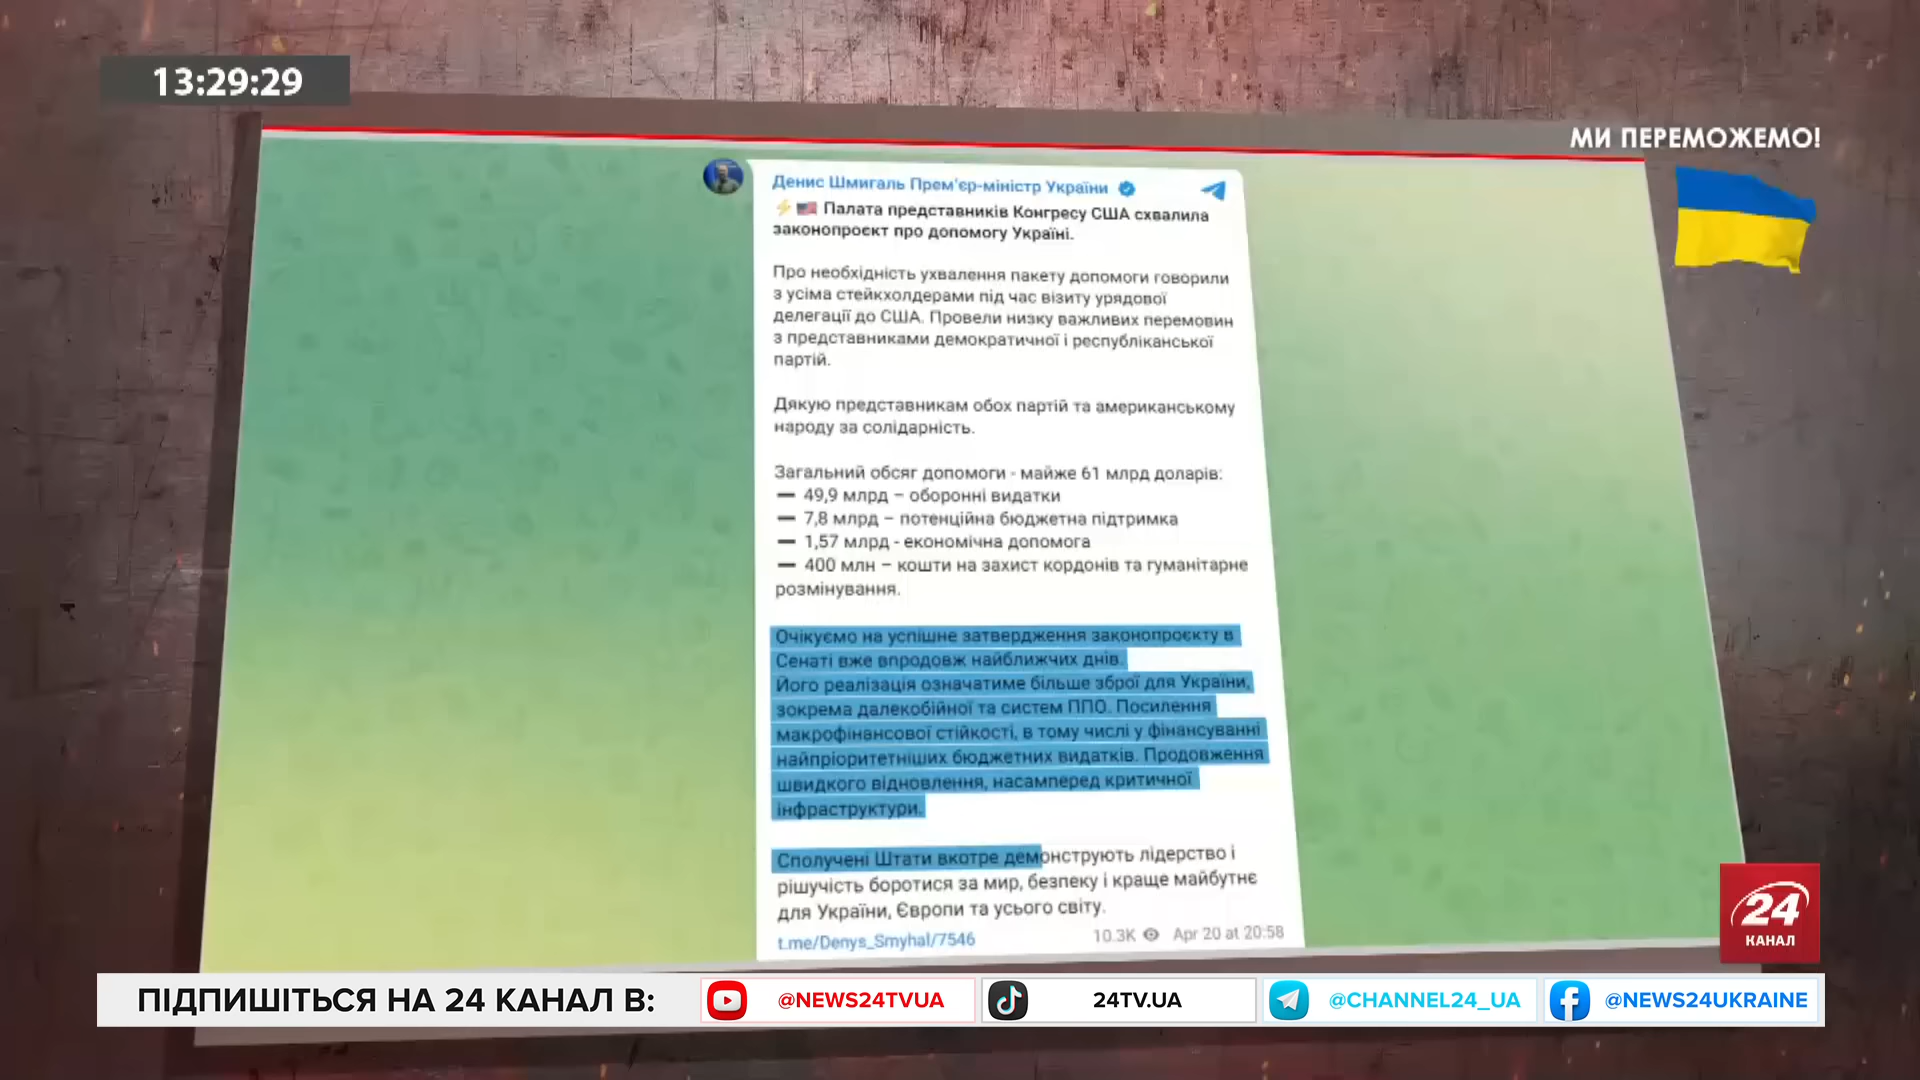 13:29:29
МИ ПЕРЕМОЖЕМО!
Денис Шмигаль Прем'єр-міністр України
Палата представників Конгресу США схвалила
законопроєкт про допомогу Україні.
Про необхідність ухвалення пакету допомоги говорили
з усіма стейкхолдерами під час візиту урядової
делегації до США. Провели низку важливих перемовин
з представниками демократичної і республіканської
партій.
Дякую представникам обох партій та американському
народу за солідарність.
Загальний обсяг допомоги - майже 61 млрд доларів:
— 49,9 млрд – оборонні видатки
— 7,8 млрд – потенційна бюджетна підтримка
— 1,57 млрд - економічна допомога
— 400 млн – кошти на захист кордонів та гуманітарне
розмінування.
Очікуємо на успішне затвердження законопроєкту в
Сенаті вже впродовж найближчих днів.
Його реалізація означатиме більше зброї для України,
зокрема далекобійної та систем ППО. Посилення
макрофінансової стійкості, в тому числі у фінансуванні
найпріоритетніших бюджетних видатків. Продовження
швидкого відновлення, насамперед критичної
інфраструктури.
Сполучені Штати вкотре демонструють лідерство і
рішучість боротися за мир, безпеку і краще майбутнє
для України, Європи та усього світу.
t.me/Denys_Smyhal/7546 10.3K Apr 20 at 20:58
24
КАНАЛ
ПІДПИШІТЬСЯ НА 24 КАНАЛ В: @NEWS24TVUA 24TV.UA @CHANNEL24_UA @NEWS24UKRAINE